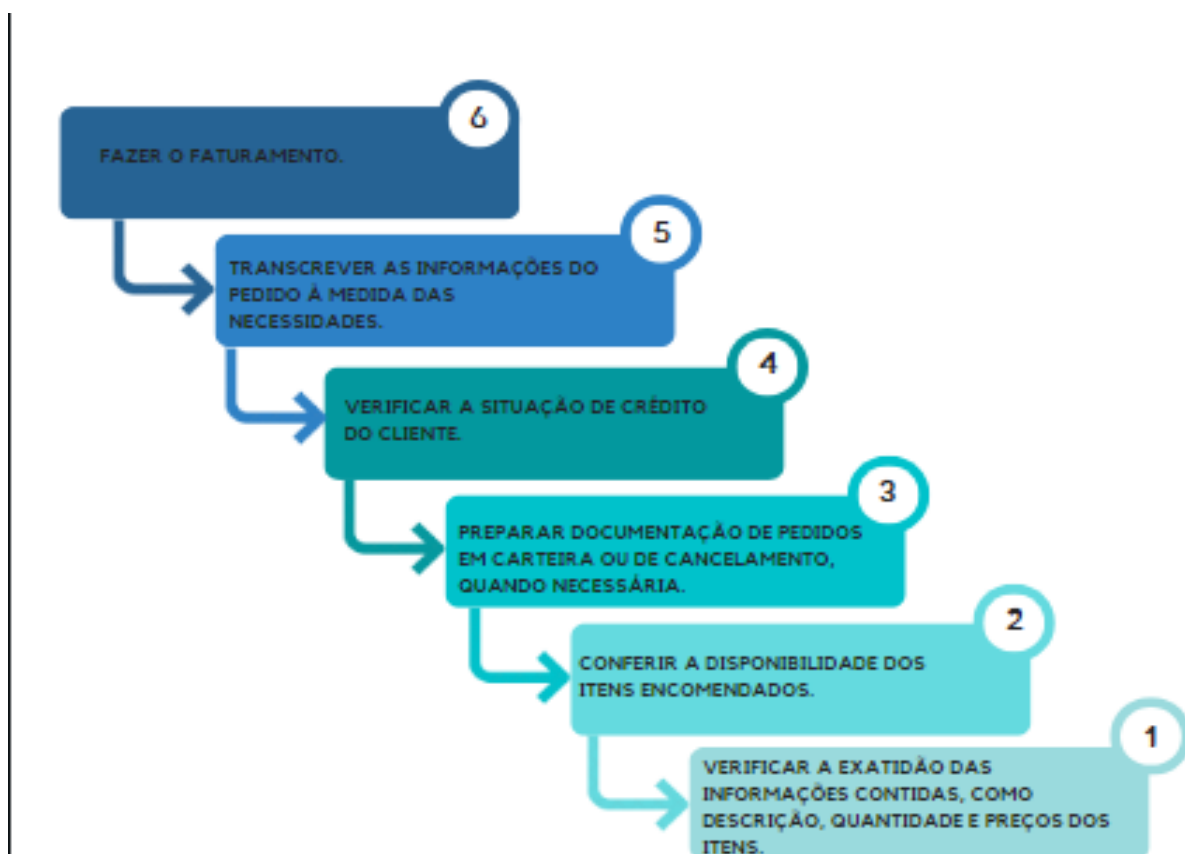 6
FAZER O FATURAMENTO.
5
TRANSCREVER AS INFORMAÇÕES DO
PEDIDO À MEDIDA DAS
NECESSIDADES.
4
VERIFICAR A SITUAÇÃO DE CRÉDITO
DO CLIENTE.
3
PREPARAR DOCUMENTAÇÃO DE PEDIDOS
EM CARTEIRA OU DE CANCELAMENTO,
QUANDO NECESSÁRIA.
2
CONFERIR A DISPONIBILIDADE DOS
ITENS ENCOMENDADOS.
1
VERIFICAR A EXATIDÃO DAS
INFORMAÇÕES CONTIDAS, COMO
DESCRIÇÃO, QUANTIDADE E PREÇOS DOS
ITENS.